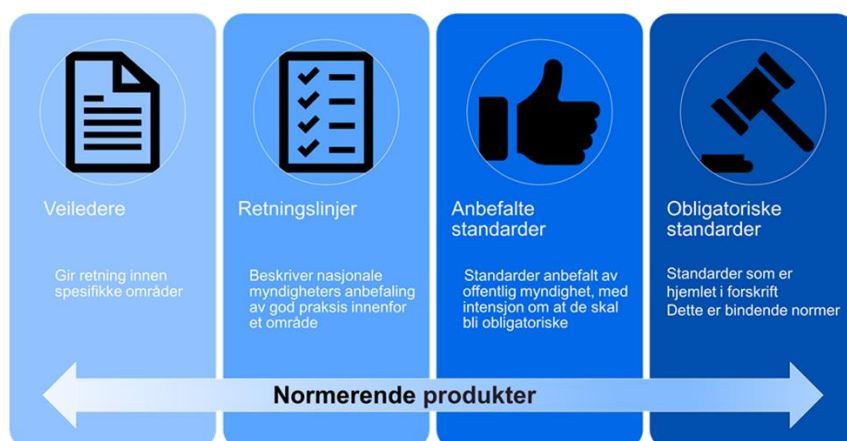 Veiledere
Gir retning innen
spesifikke områder
Retningslinjer
Beskriver nasjonale
myndigheters anbefaling
av god praksis innenfor
et område
Anbefalte
standarder
Standarder anbefalt av
offentlig myndighet, med
intensjon om at de skal
bli obligatoriske
Obligatoriske
standarder
Standarder som er
hjemlet i forskrift
Dette er bindende normer
Normerende produkter